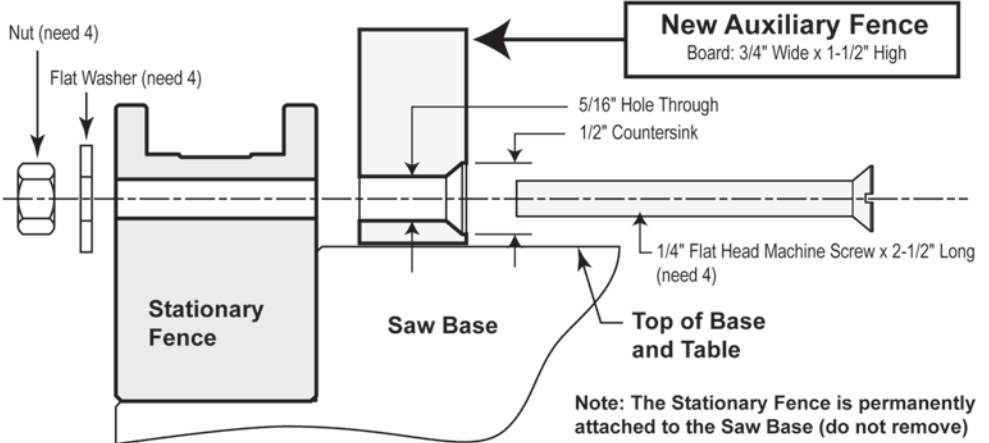 Nut (need 4)
Flat Washer (need 4)
New Auxiliary Fence
Board: 3/4" Wide x 1-1/2" High
5/16" Hole Through
1/2" Countersink
1/4" Flat Head Machine Screw x 2-1/2" Long
(need 4)
Stationary
Fence
Saw Base
Top of Base
and Table
Note: The Stationary Fence is permanently
attached to the Saw Base (do not remove)